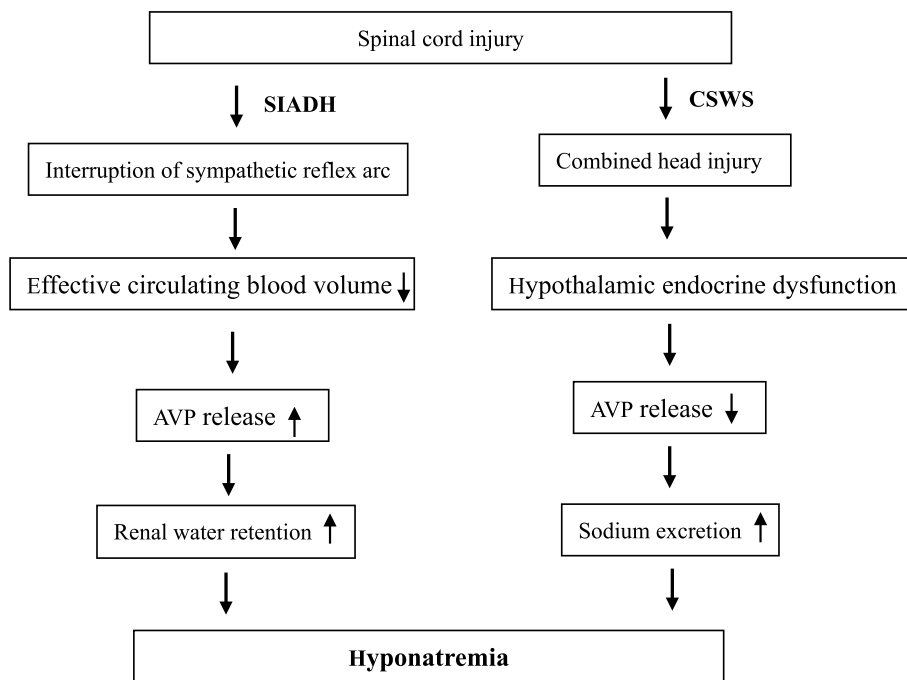 Spinal cord injury
SIADH
CSWS
Interruption of sympathetic reflex arc
Combined head injury
Effective circulating blood volume ↓
Hypothalamic endocrine dysfunction
AVP release ↑
AVP release ↓
Renal water retention ↑
Sodium excretion ↑
Hyponatremia